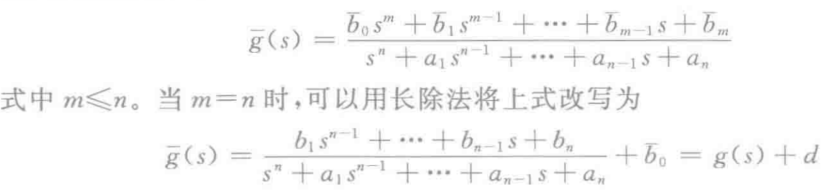 ḡ(s) = (b̄₀sᵐ + b̄₁sᵐ⁻¹ + ⋯ + b̄ₘ₋₁s + b̄ₘ) / (sⁿ + a₁sⁿ⁻¹ + ⋯ + aₙ₋₁s + aₙ)
式中 m≤n。当 m=n 时,可以用长除法将上式改写为
ḡ(s) = (b₁sⁿ⁻¹ + ⋯ + bₙ₋₁s + bₙ) / (sⁿ + a₁sⁿ⁻¹ + ⋯ + aₙ₋₁s + aₙ) + b̄₀ = g(s) + d